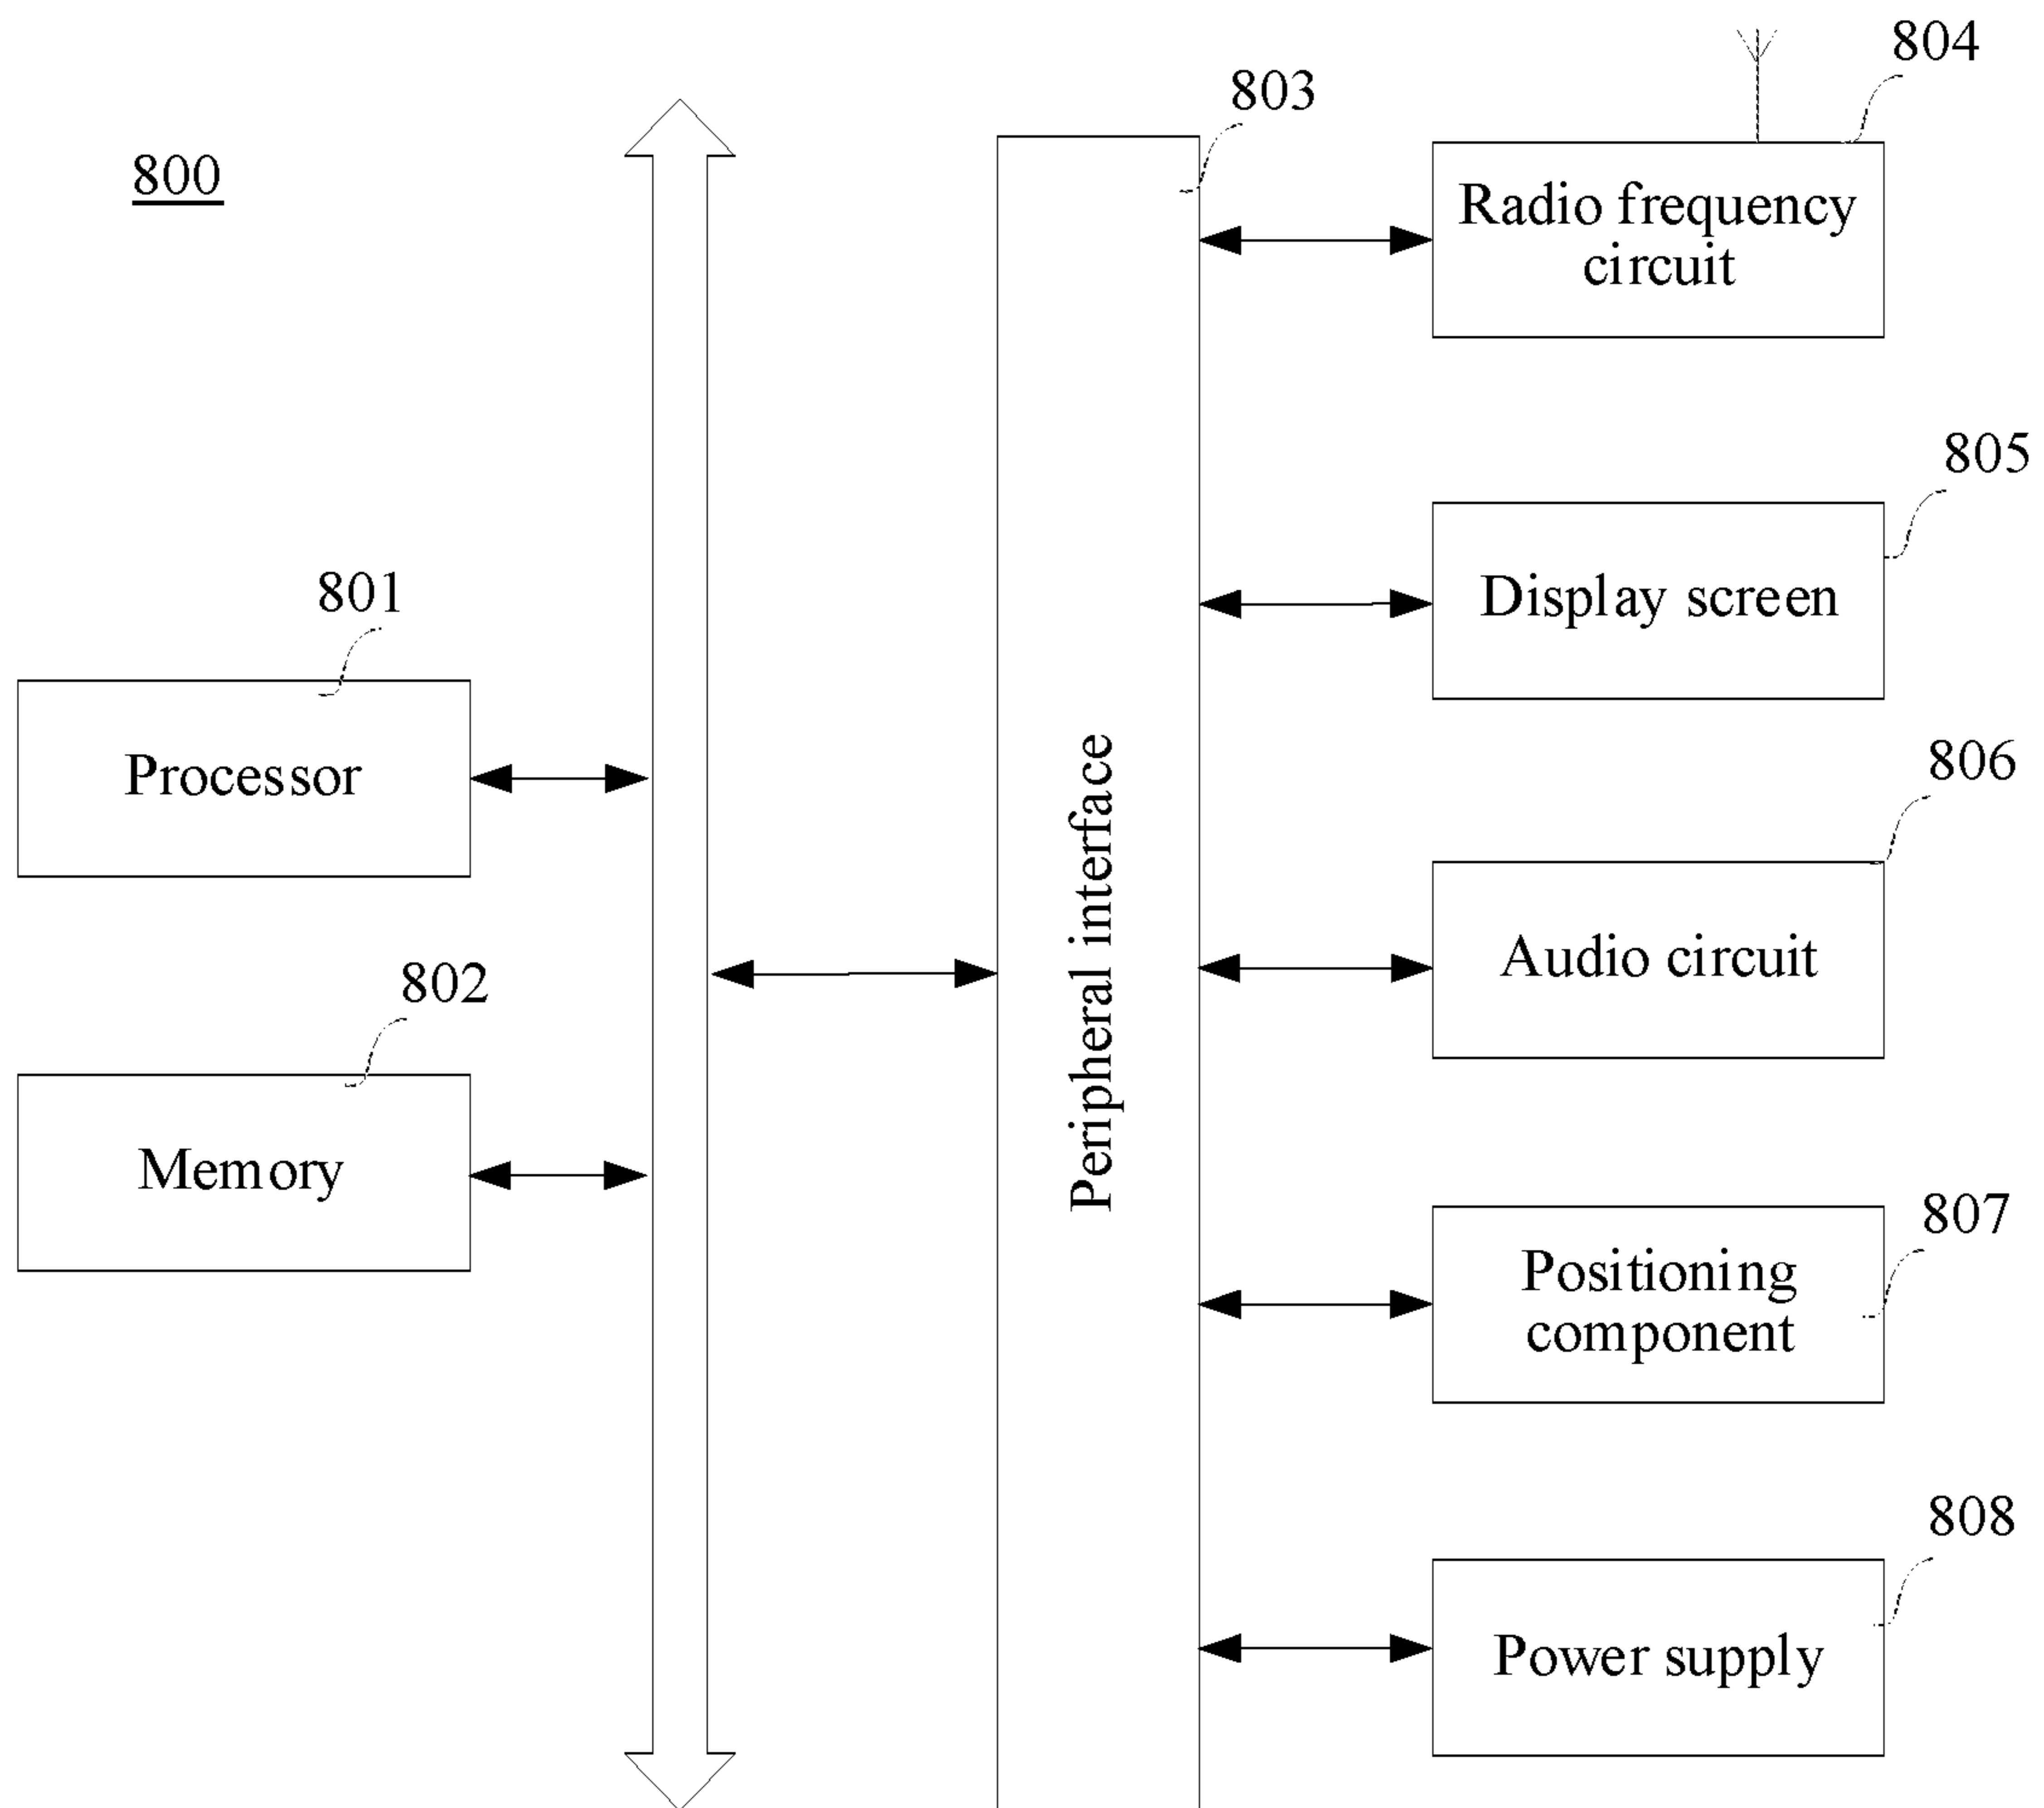 800
801
Processor
802
Memory
803
Peripheral interface
804
Radio frequency
circuit
805
Display screen
806
Audio circuit
807
Positioning
component
808
Power supply